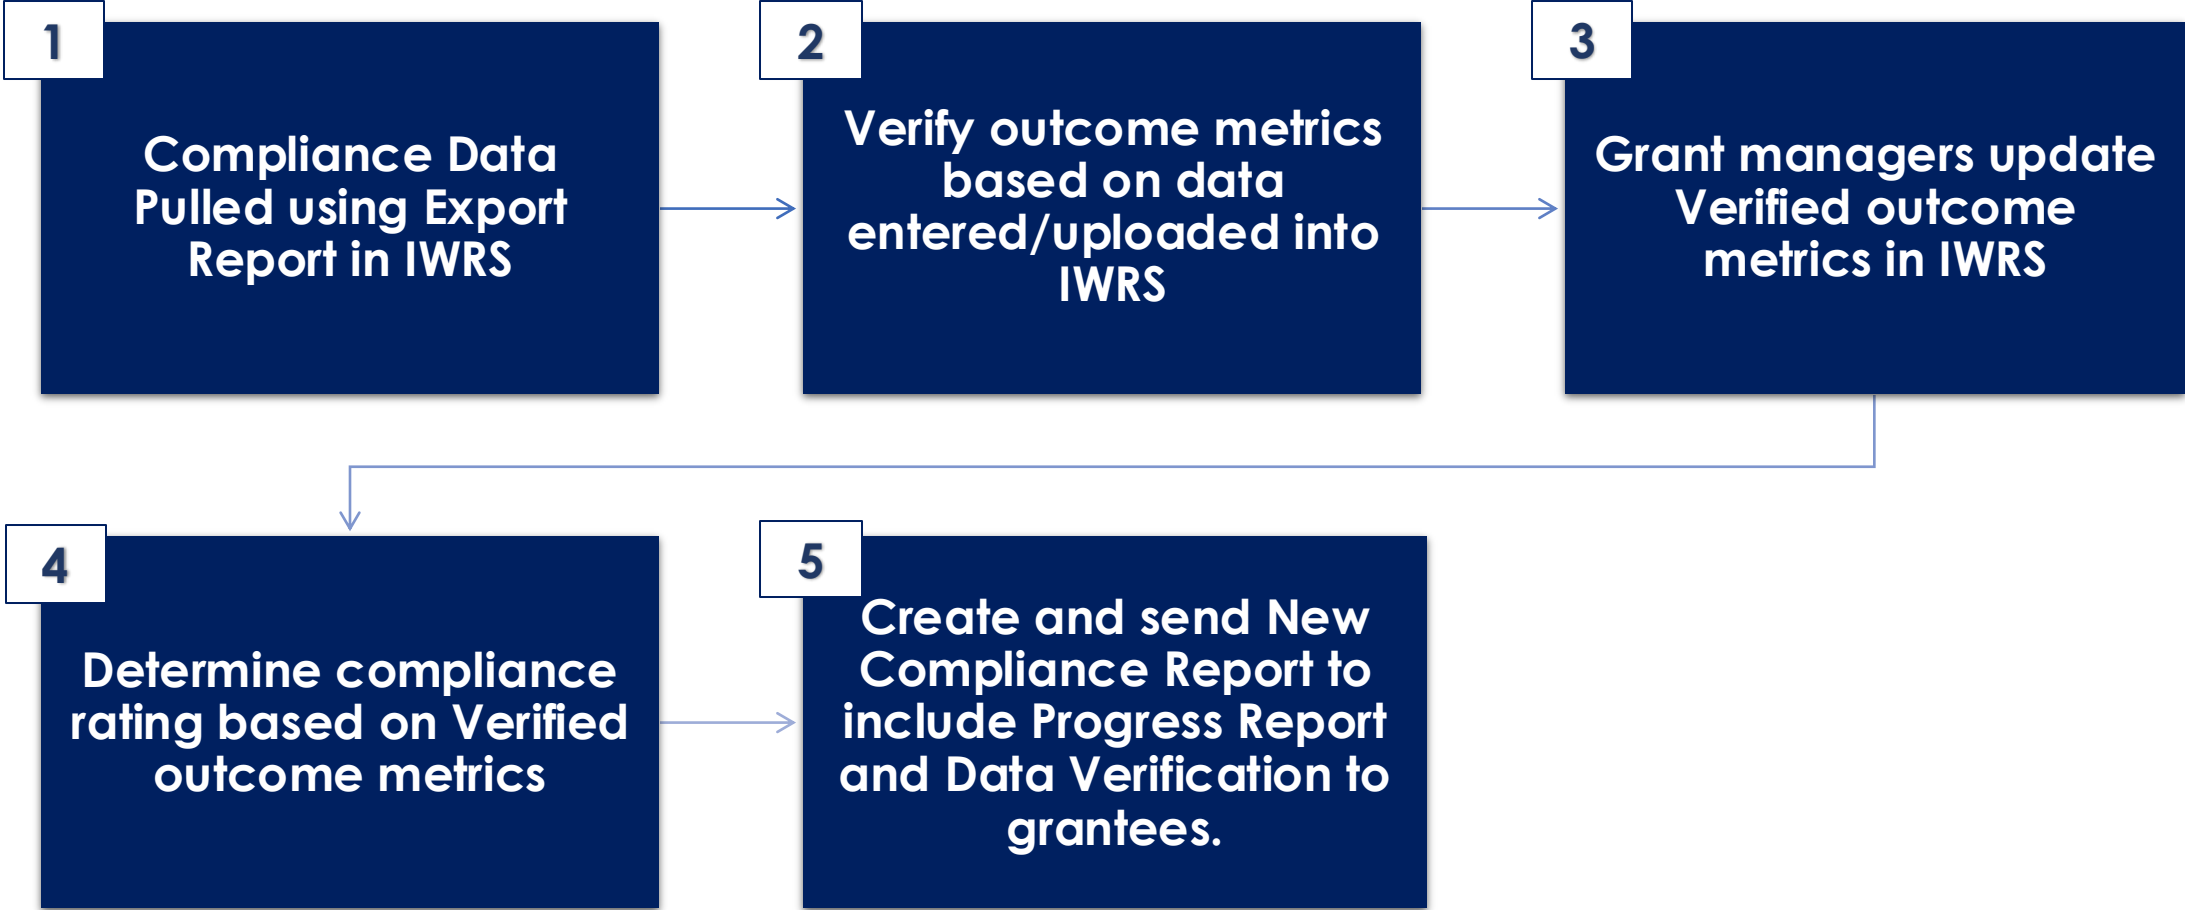 1
Compliance Data
Pulled using Export
Report in IWRS
2
Verify outcome metrics
based on data
entered/uploaded into
IWRS
3
Grant managers update
Verified outcome
metrics in IWRS
4
Determine compliance
rating based on Verified
outcome metrics
5
Create and send New
Compliance Report to
include Progress Report
and Data Verification to
grantees.